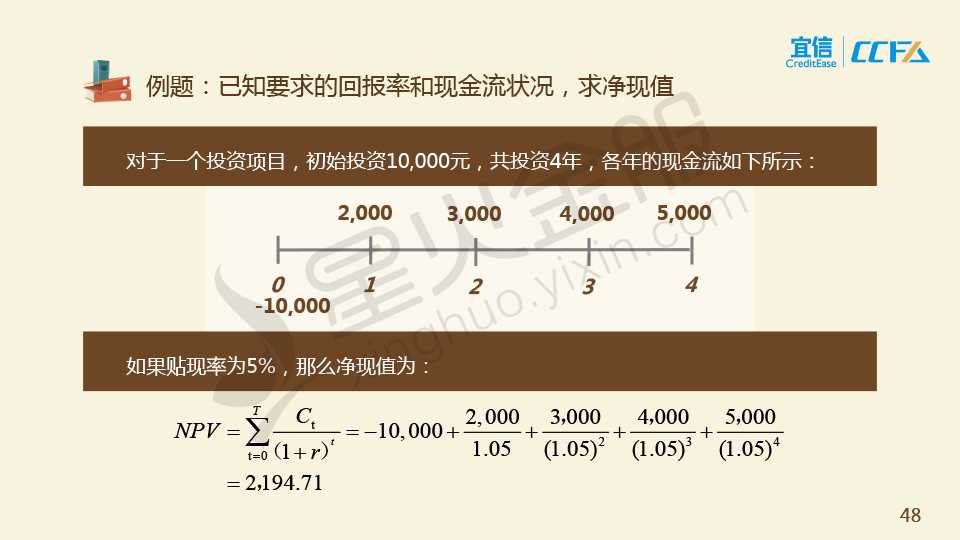 宜信
CreditEase
CCFA
例题：已知要求的回报率和现金流状况，求净现值
对于一个投资项目，初始投资10,000元，共投资4年，各年的现金流如下所示：
2,000 3,000 4,000 5,000
0 1 2 3 4
-10,000
星火金服
xinghuo.yixin.com
如果贴现率为5%，那么净现值为：
NPV = \sum_{t=0}^{T} \frac{C_t}{(1+r)^t} = -10,000 + \frac{2,000}{1.05} + \frac{3,000}{(1.05)^2} + \frac{4,000}{(1.05)^3} + \frac{5,000}{(1.05)^4}
= 2,194.71
48